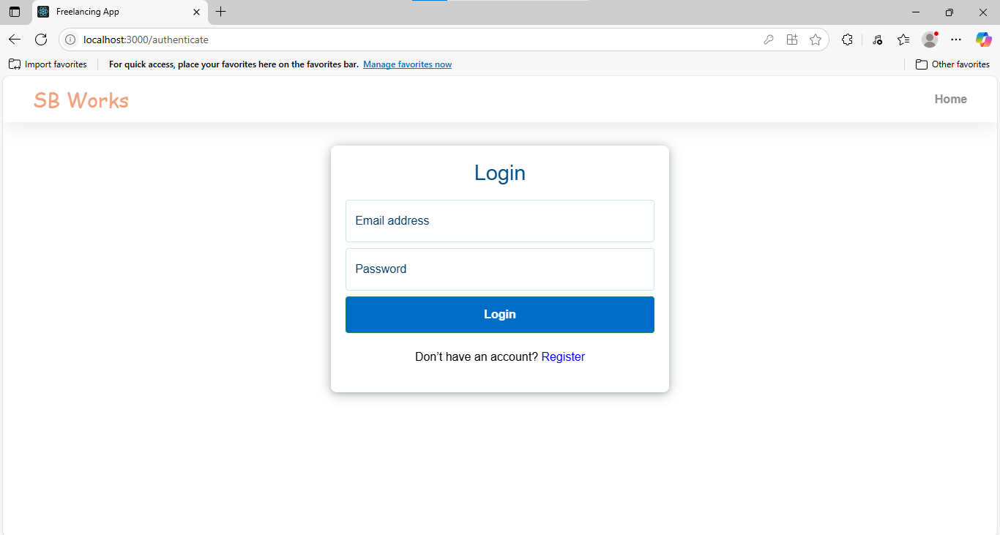 Freelancing App
localhost:3000/authenticate
Import favorites
For quick access, place your favorites here on the favorites bar. Manage favorites now
Other favorites
SB Works
Home
Login
Email address
Password
Login
Don't have an account? Register